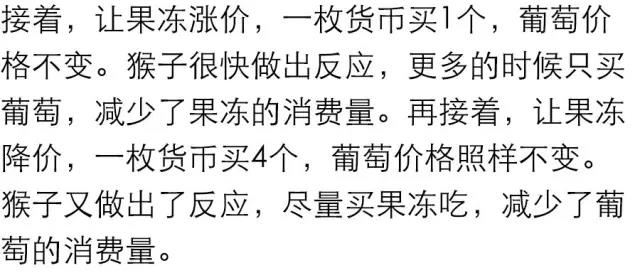 接着，让果冻涨价，一枚货币买1个，葡萄价
格不变。猴子很快做出反应，更多的时候只买
葡萄，减少了果冻的消费量。再接着，让果冻
降价，一枚货币买4个，葡萄价格照样不变。
猴子又做出了反应，尽量买果冻吃，减少了葡
萄的消费量。